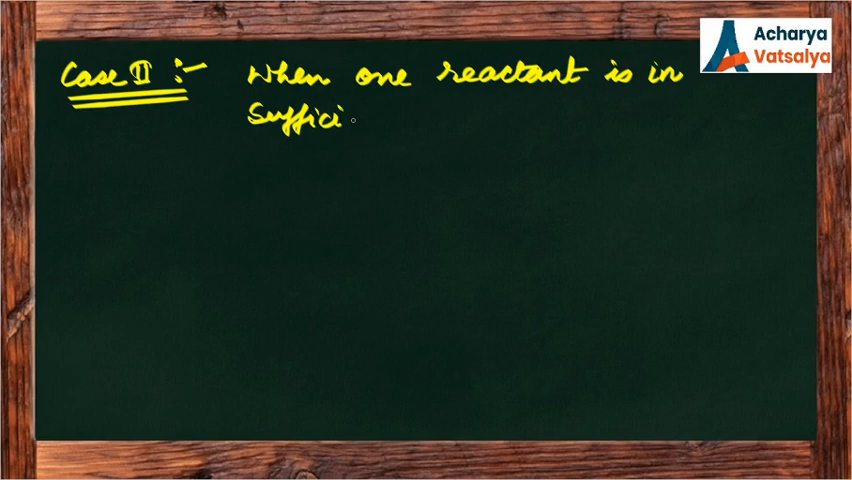 Case II :- When one reactant is in
Suffici
Acharya
Vatsalya